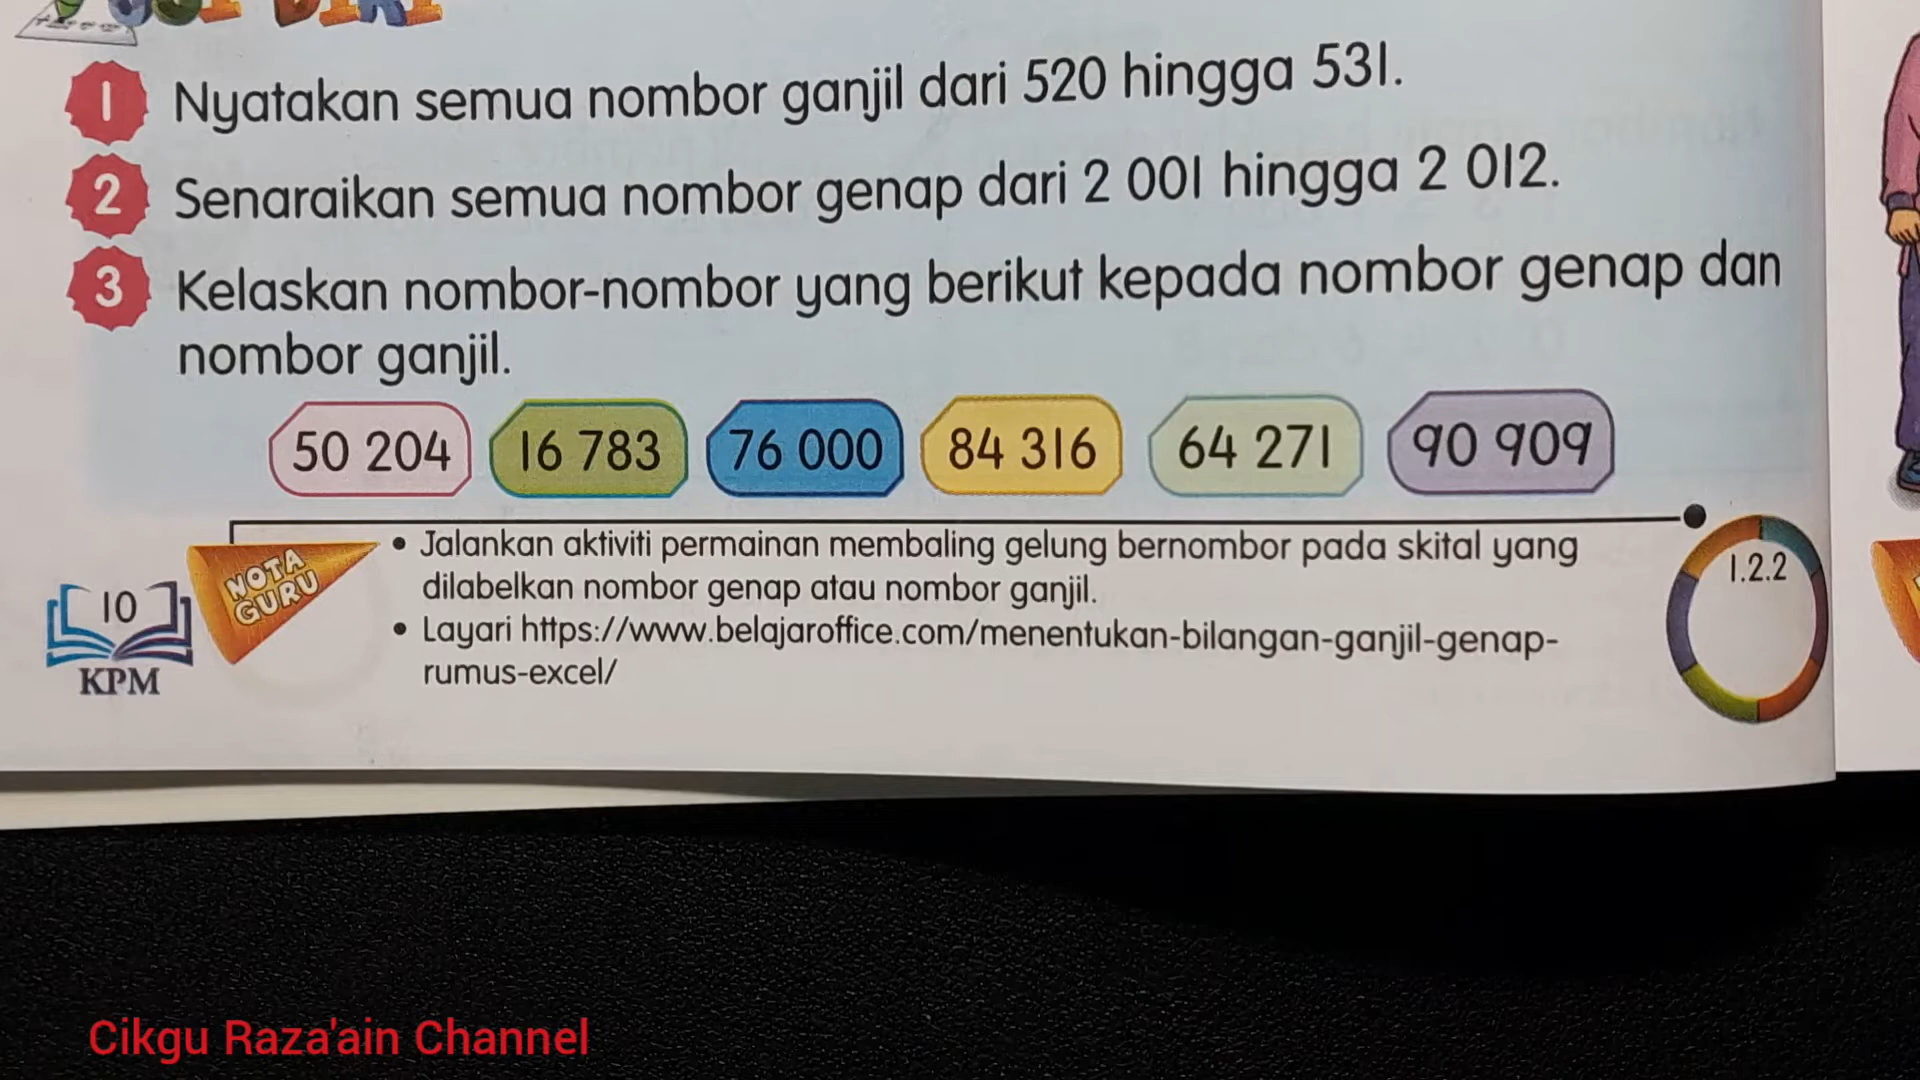 1 Nyatakan semua nombor ganjil dari 520 hingga 531.
2 Senaraikan semua nombor genap dari 2 001 hingga 2 012.
3 Kelaskan nombor-nombor yang berikut kepada nombor genap dan
nombor ganjil.
50 204 16 783 76 000 84 316 64 271 90 909
NOTA
GURU
• Jalankan aktiviti permainan membaling gelung bernombor pada skital yang
dilabelkan nombor genap atau nombor ganjil.
• Layari https://www.belajaroffice.com/menentukan-bilangan-ganjil-genap-
rumus-excel/
1.2.2
10
KPM
Cikgu Raza'ain Channel